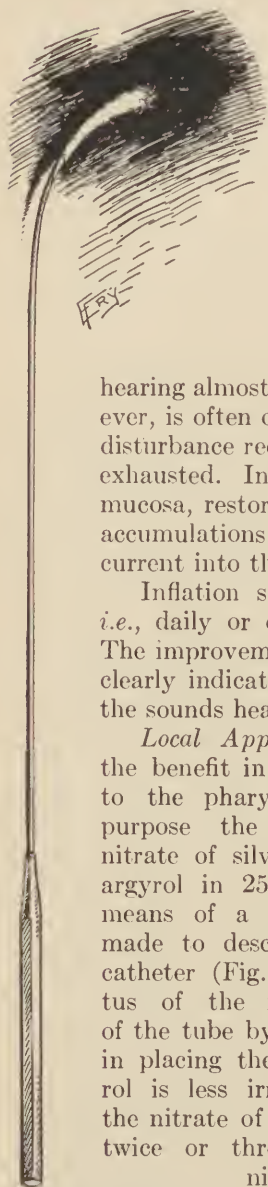 ERY
hearing almost
ever, is often
disturbance
exhausted. In
mucosa, restor
accumulations
current into th
Inflation s
i.e., daily or
The improvem
clearly indicat
the sounds hea
Local App
the benefit in
to the phary
purpose the
nitrate of silv
argyrol in 25
means of a
made to desc
catheter (Fig.
tus of the
of the tube by
in placing the
rol is less irr
the nitrate of
twice or thr
ni